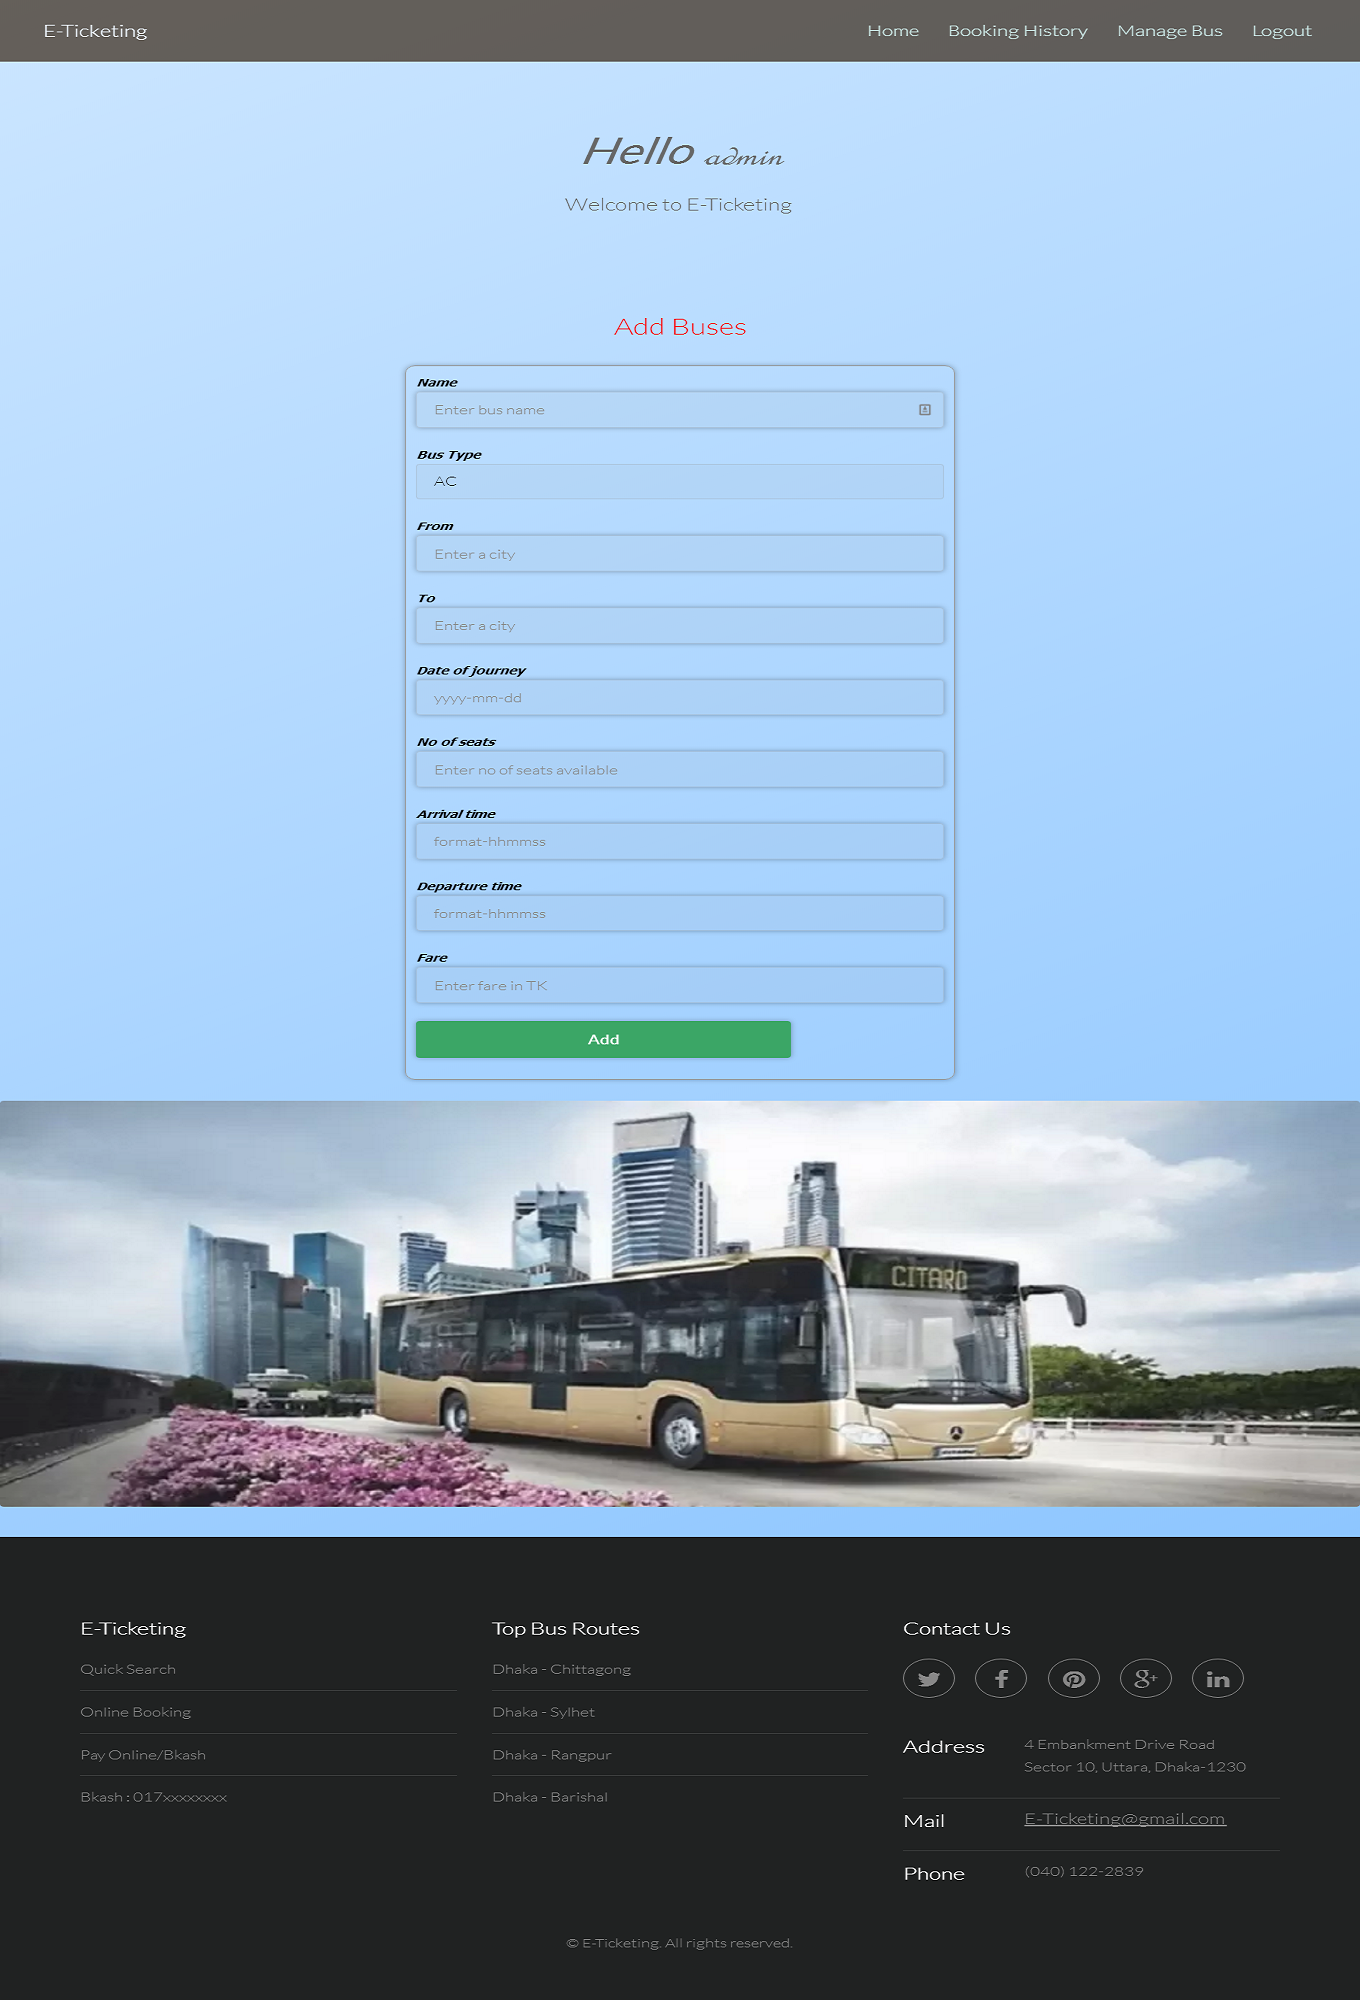 E-Ticketing
Home Booking History Manage Bus Logout
Hello admin
Welcome to E-Ticketing
Add Buses
Name
Enter bus name
Bus Type
AC
From
Enter a city
To
Enter a city
Date of journey
yyyy-mm-dd
No of seats
Enter no of seats available
Arrival time
format-hhmmss
Departure time
format-hhmmss
Fare
Enter fare in TK
Add
CITARO
E-Ticketing
Quick Search
Online Booking
Pay Online/Bkash
Bkash : 017xxxxxxxx
Top Bus Routes
Dhaka - Chittagong
Dhaka - Sylhet
Dhaka - Rangpur
Dhaka - Barishal
Contact Us
Address
4 Embankment Drive Road
Sector 10, Uttara, Dhaka-1230
Mail
E-Ticketing@gmail.com
Phone
(040) 122-2839
© E-Ticketing. All rights reserved.